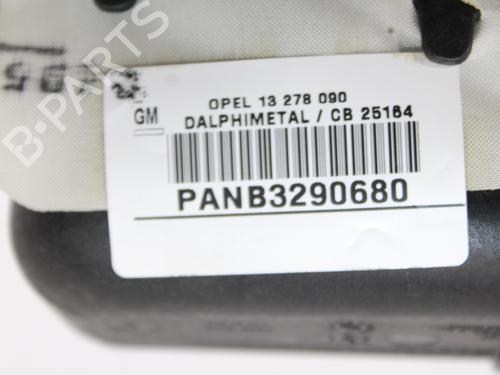 B-PARTS
GM
OPEL 13 278 090
DALPHIMETAL / CB 25164
PANB3290680